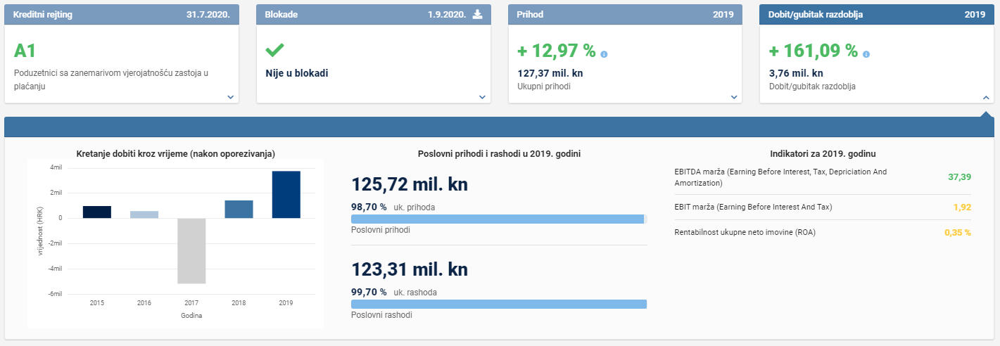 Kreditni rejting 31.7.2020.
A1
Poduzetnici sa zanemarivom vjerojatnošću zastoja u
plaćanju
Blokade 1.9.2020.
Nije u blokadi
Prihod 2019
+ 12,97 %
127,37 mil. kn
Ukupni prihodi
Dobit/gubitak razdoblja 2019
+ 161,09 %
3,76 mil. kn
Dobit/gubitak razdoblja
Kretanje dobiti kroz vrijeme (nakon oporezivanja)
vrijednost (HRK)
4mil
2mil
0
-2mil
-4mil
-6mil
2015 2016 2017 2018 2019
Godina
Poslovni prihodi i rashodi u 2019. godini
125,72 mil. kn
98,70 % uk. prihoda
Poslovni prihodi
123,31 mil. kn
99,70 % uk. rashoda
Poslovni rashodi
Indikatori za 2019. godinu
EBITDA marža (Earning Before Interest, Tax, Depriciation And
Amortization) 37,39
EBIT marža (Earning Before Interest And Tax) 1,92
Rentabilnost ukupne neto imovine (ROA) 0,35 %